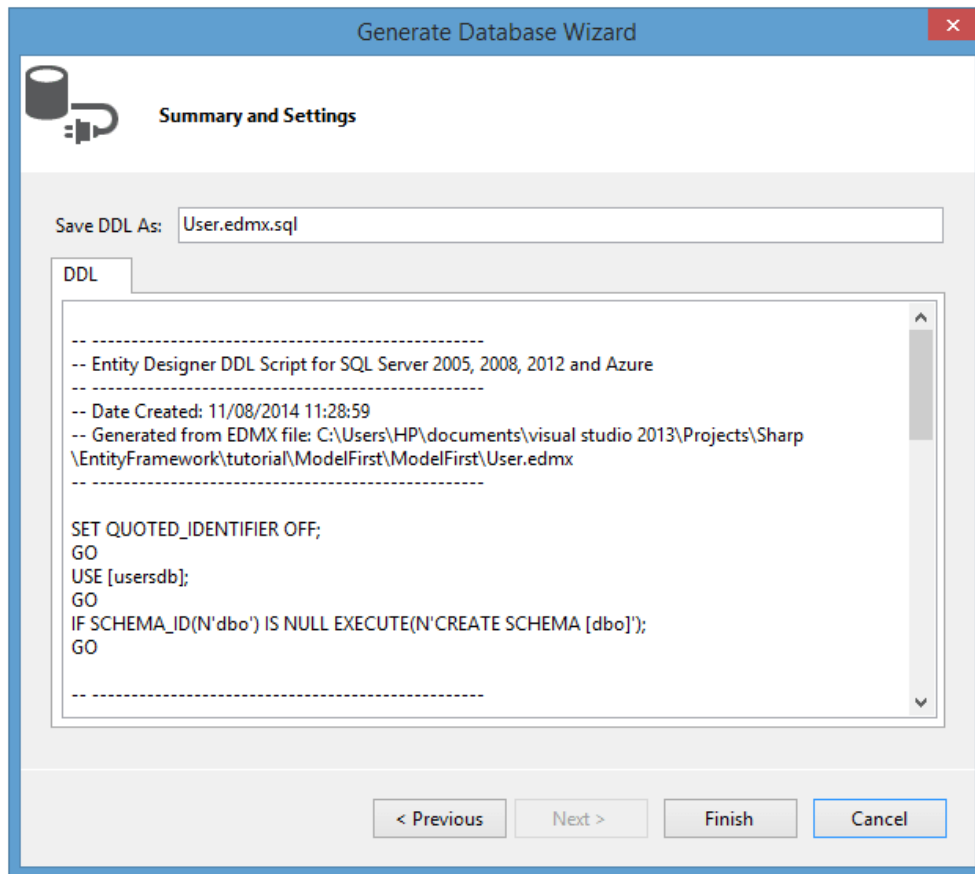 Generate Database Wizard
Summary and Settings
Save DDL As: User.edmx.sql
DDL
-- --------------------------------------------------
-- Entity Designer DDL Script for SQL Server 2005, 2008, 2012 and Azure
-- --------------------------------------------------
-- Date Created: 11/08/2014 11:28:59
-- Generated from EDMX file: C:\Users\HP\documents\visual studio 2013\Projects\Sharp
\EntityFramework\tutorial\ModelFirst\ModelFirst\User.edmx
-- --------------------------------------------------
SET QUOTED_IDENTIFIER OFF;
GO
USE [usersdb];
GO
IF SCHEMA_ID(N'dbo') IS NULL EXECUTE(N'CREATE SCHEMA [dbo]');
GO
-- --------------------------------------------------
< Previous Next > Finish Cancel